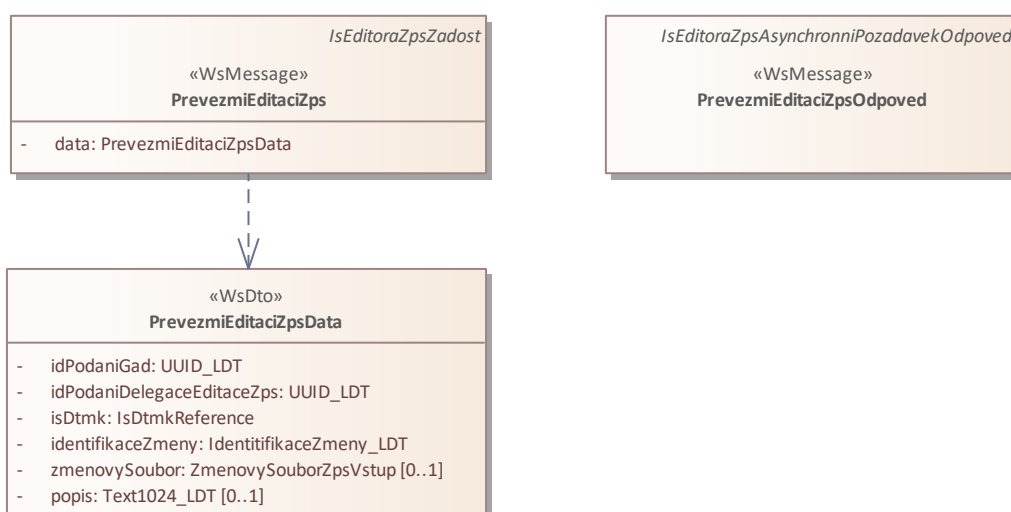 IsEditoraZpsZadost
«WsMessage»
PrevezmiEditaciZps
- data: PrevezmiEditaciZpsData
IsEditoraZpsAsynchronniPozadavekOdpoved
«WsMessage»
PrevezmiEditaciZpsOdpoved
«WsDto»
PrevezmiEditaciZpsData
- idPodaniGad: UUID_LDT
- idPodaniDelegaceEditaceZps: UUID_LDT
- isDtmk: IsDtmkReference
- identifikaceZmeny: IdentitifikaceZmeny_LDT
- zmenovySoubor: ZmenovySouborZpsVstup [0..1]
- popis: Text1024_LDT [0..1]